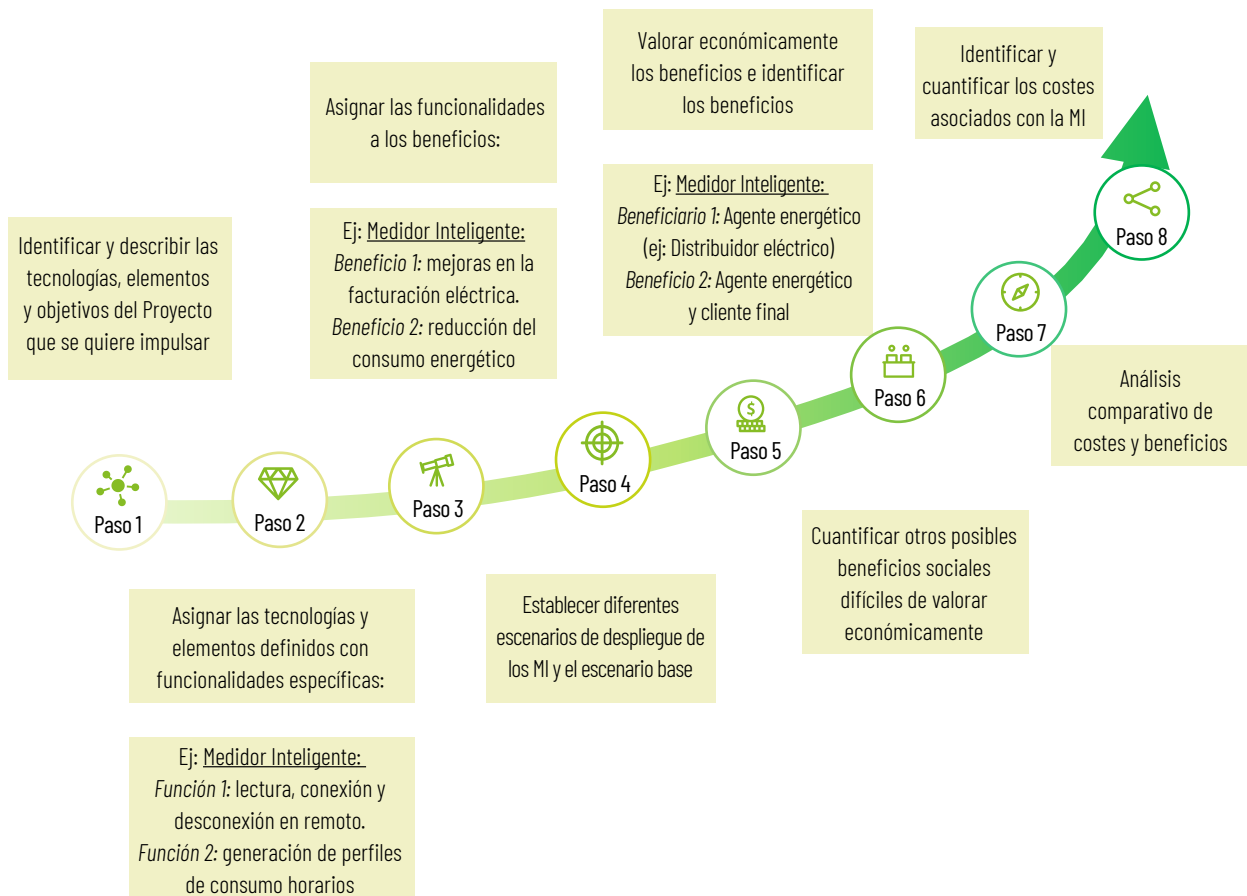 Identificar y describir las
tecnologías, elementos
y objetivos del Proyecto
que se quiere impulsar
Asignar las funcionalidades
a los beneficios:
Ej: Medidor Inteligente:
Beneficio 1: mejoras en la
facturación eléctrica.
Beneficio 2: reducción del
consumo energético
Valorar económicamente
los beneficios e identificar
los beneficios
Ej: Medidor Inteligente:
Beneficiario 1: Agente energético
(ej: Distribuidor eléctrico)
Beneficio 2: Agente energético
y cliente final
Identificar y
cuantificar los costes
asociados con la MI
Paso 1
Paso 2
Paso 3
Paso 4
Paso 5
Paso 6
Paso 7
Paso 8
Asignar las tecnologías y
elementos definidos con
funcionalidades específicas:
Ej: Medidor Inteligente:
Función 1: lectura, conexión y
desconexión en remoto.
Función 2: generación de perfiles
de consumo horarios
Establecer diferentes
escenarios de despliegue de
los MI y el escenario base
Cuantificar otros posibles
beneficios sociales
difíciles de valorar
económicamente
Análisis
comparativo de
costes y beneficios